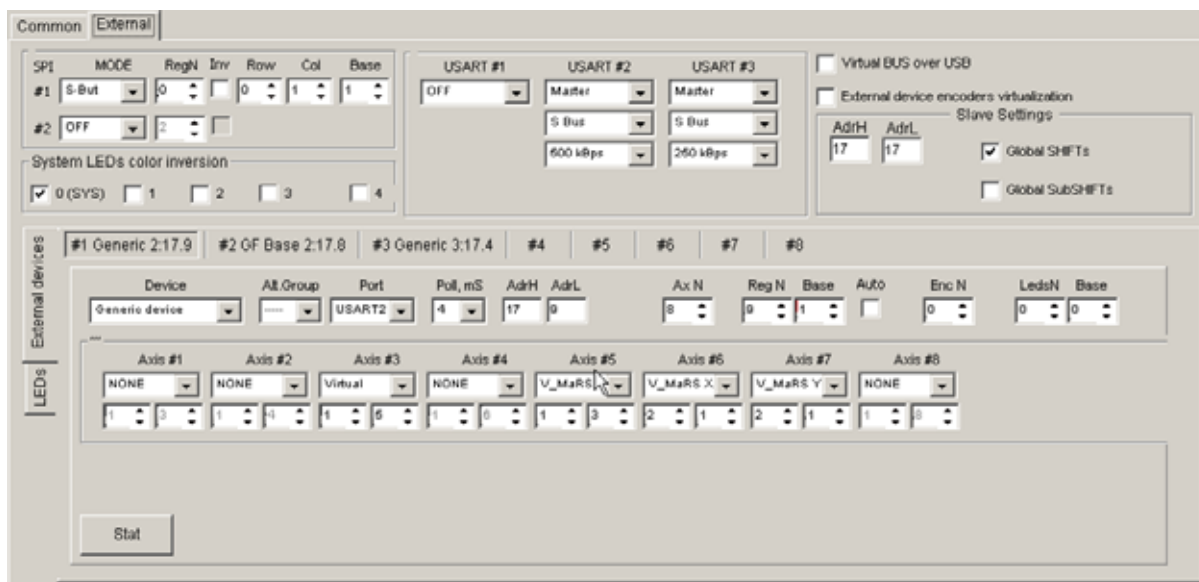 Common External
SPI MODE RegN Inv Row Col Base
#1 S-But 0 0 1 1
#2 OFF 2
System LEDs color inversion
0 (SYS) 1 2 3 4
USART #1 USART #2 USART #3
OFF Master Master
S Bus S Bus
600 kBps 250 kBps
Virtual BUS over USB
External device encoders virtualization
Slave Settings
AdrH AdrL
17 17 Global SHIFTs
Global SubSHIFTs
External devices
LEDs
#1 Generic 2:17.9 #2 GF Base 2:17.8 #3 Generic 3:17.4 #4 #5 #6 #7 #8
Device Alt.Group Port Poll, mS AdrH AdrL Ax N Reg N Base Auto Enc N LedsN Base
Generic device ---- USART2 4 17 9 8 9 1 0 0 0
Axis #1 Axis #2 Axis #3 Axis #4 Axis #5 Axis #6 Axis #7 Axis #8
NONE NONE Virtual NONE V_MaRS V_MaRS X V_MaRS Y NONE
1 3 1 4 1 5 1 6 1 3 2 1 2 1 1 8
Stat